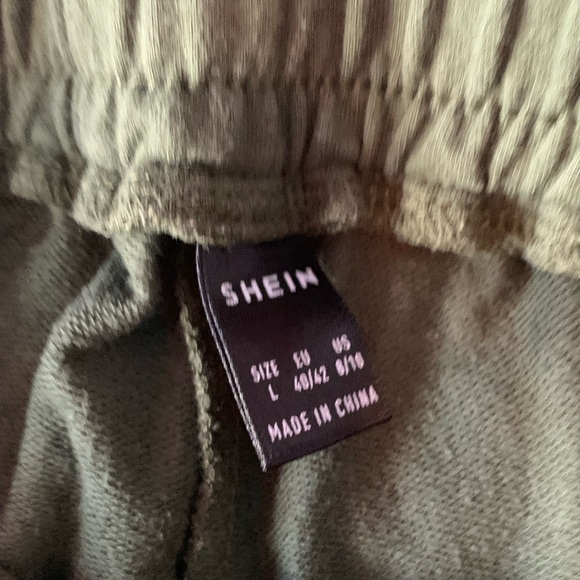 SHEIN
SIZE EU US
L 40/42 8/10
MADE IN CHINA